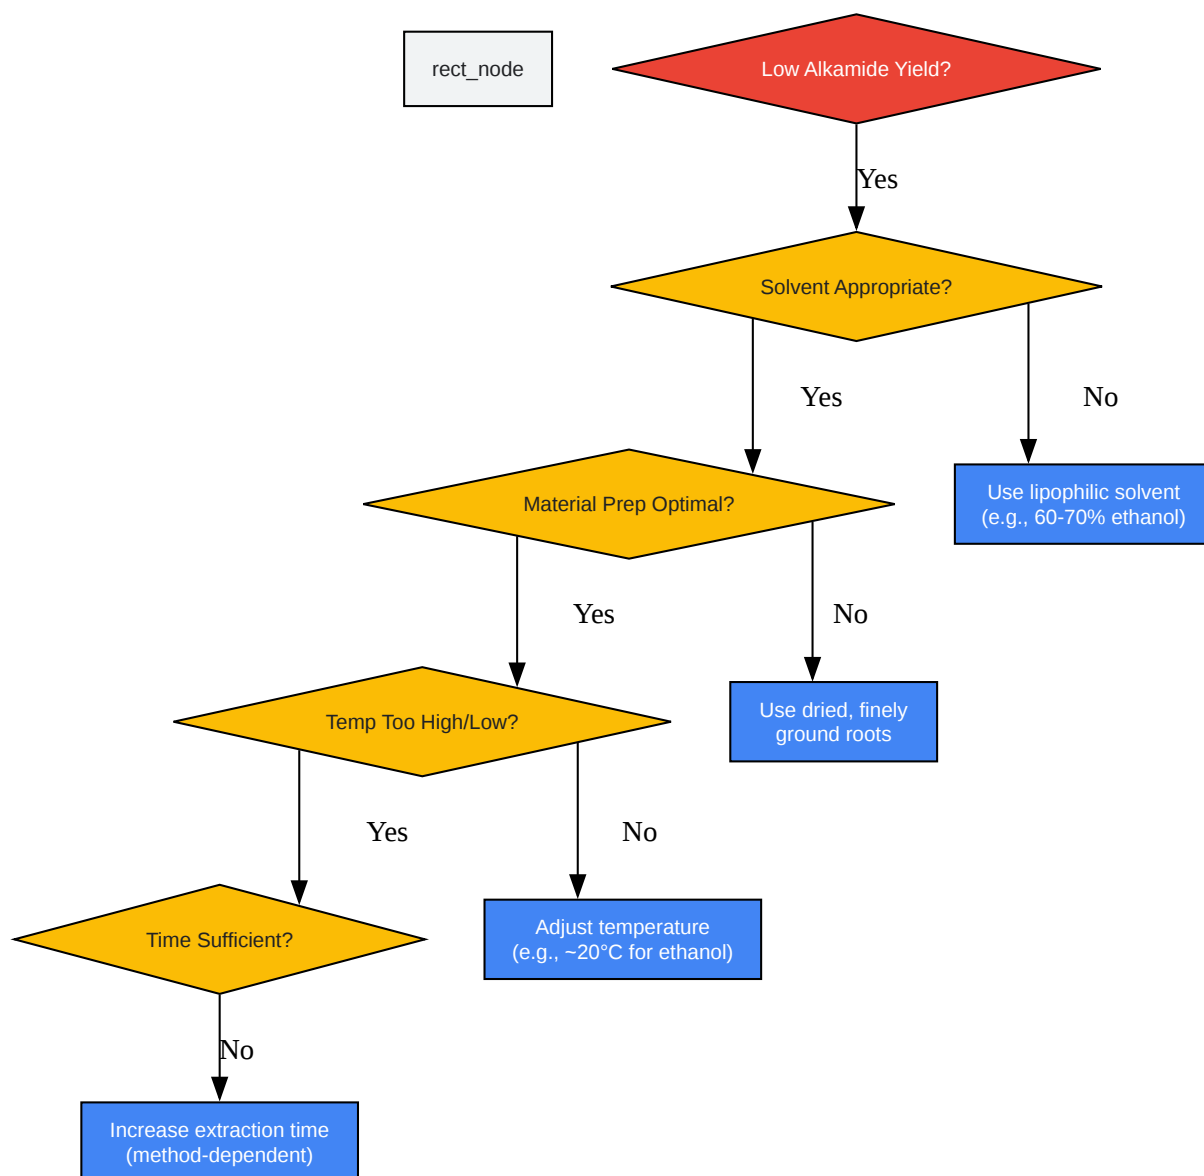 rect_node
Low Alkamide Yield?
Yes
Solvent Appropriate?
Yes
No
Use lipophilic solvent
(e.g., 60-70% ethanol)
Material Prep Optimal?
Yes
No
Use dried, finely
ground roots
Temp Too High/Low?
Yes
No
Adjust temperature
(e.g., ~20°C for ethanol)
Time Sufficient?
No
Increase extraction time
(method-dependent)